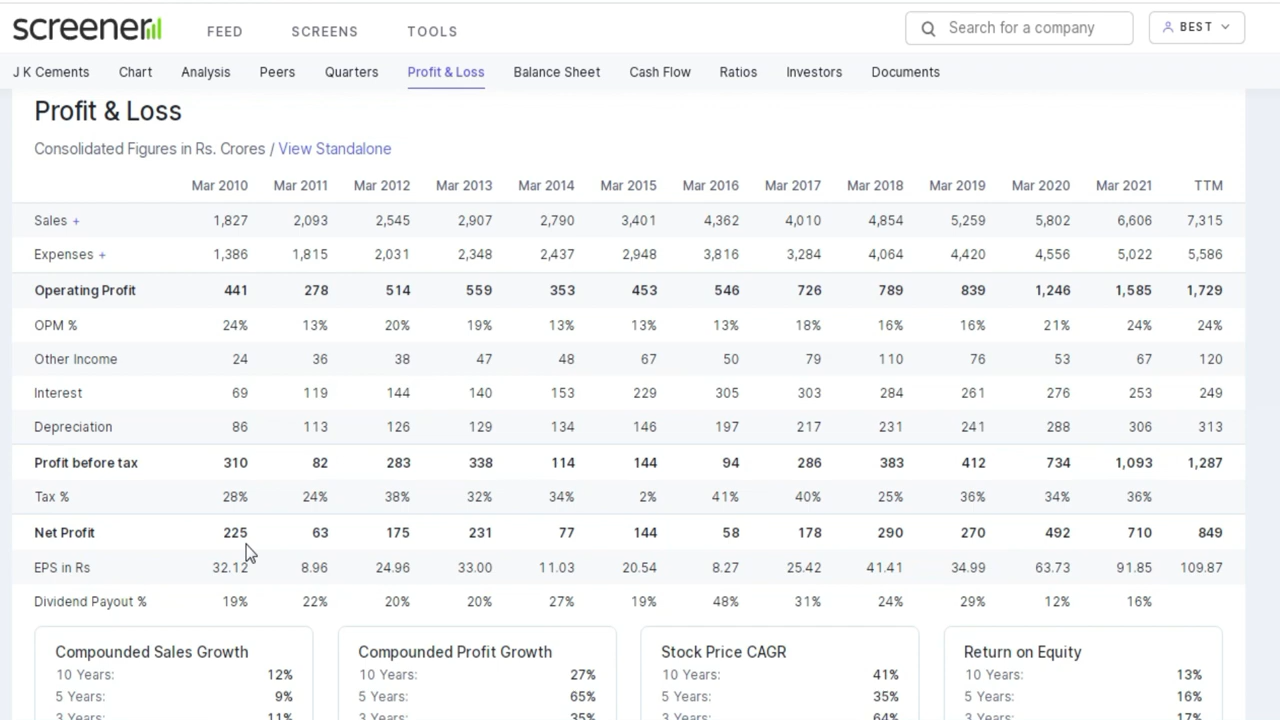 screener FEED SCREENS TOOLS Search for a company BEST
J K Cements Chart Analysis Peers Quarters Profit & Loss Balance Sheet Cash Flow Ratios Investors Documents
Profit & Loss
Consolidated Figures in Rs. Crores / View Standalone
Mar 2010 Mar 2011 Mar 2012 Mar 2013 Mar 2014 Mar 2015 Mar 2016 Mar 2017 Mar 2018 Mar 2019 Mar 2020 Mar 2021 TTM
Sales + 1,827 2,093 2,545 2,907 2,790 3,401 4,362 4,010 4,854 5,259 5,802 6,606 7,315
Expenses + 1,386 1,815 2,031 2,348 2,437 2,948 3,816 3,284 4,064 4,420 4,556 5,022 5,586
Operating Profit 441 278 514 559 353 453 546 726 789 839 1,246 1,585 1,729
OPM % 24% 13% 20% 19% 13% 13% 13% 18% 16% 16% 21% 24% 24%
Other Income 24 36 38 47 48 67 50 79 110 76 53 67 120
Interest 69 119 144 140 153 229 305 303 284 261 276 253 249
Depreciation 86 113 126 129 134 146 197 217 231 241 288 306 313
Profit before tax 310 82 283 338 114 144 94 286 383 412 734 1,093 1,287
Tax % 28% 24% 38% 32% 34% 2% 41% 40% 25% 36% 34% 36%
Net Profit 225 63 175 231 77 144 58 178 290 270 492 710 849
EPS in Rs 32.12 8.96 24.96 33.00 11.03 20.54 8.27 25.42 41.41 34.99 63.73 91.85 109.87
Dividend Payout % 19% 22% 20% 20% 27% 19% 48% 31% 24% 29% 12% 16%
Compounded Sales Growth Compounded Profit Growth Stock Price CAGR Return on Equity
10 Years: 12% 10 Years: 27% 10 Years: 41% 10 Years: 13%
5 Years: 9% 5 Years: 65% 5 Years: 35% 5 Years: 16%
3 Years: 11% 3 Years: 35% 3 Years: 64% 3 Years: 17%